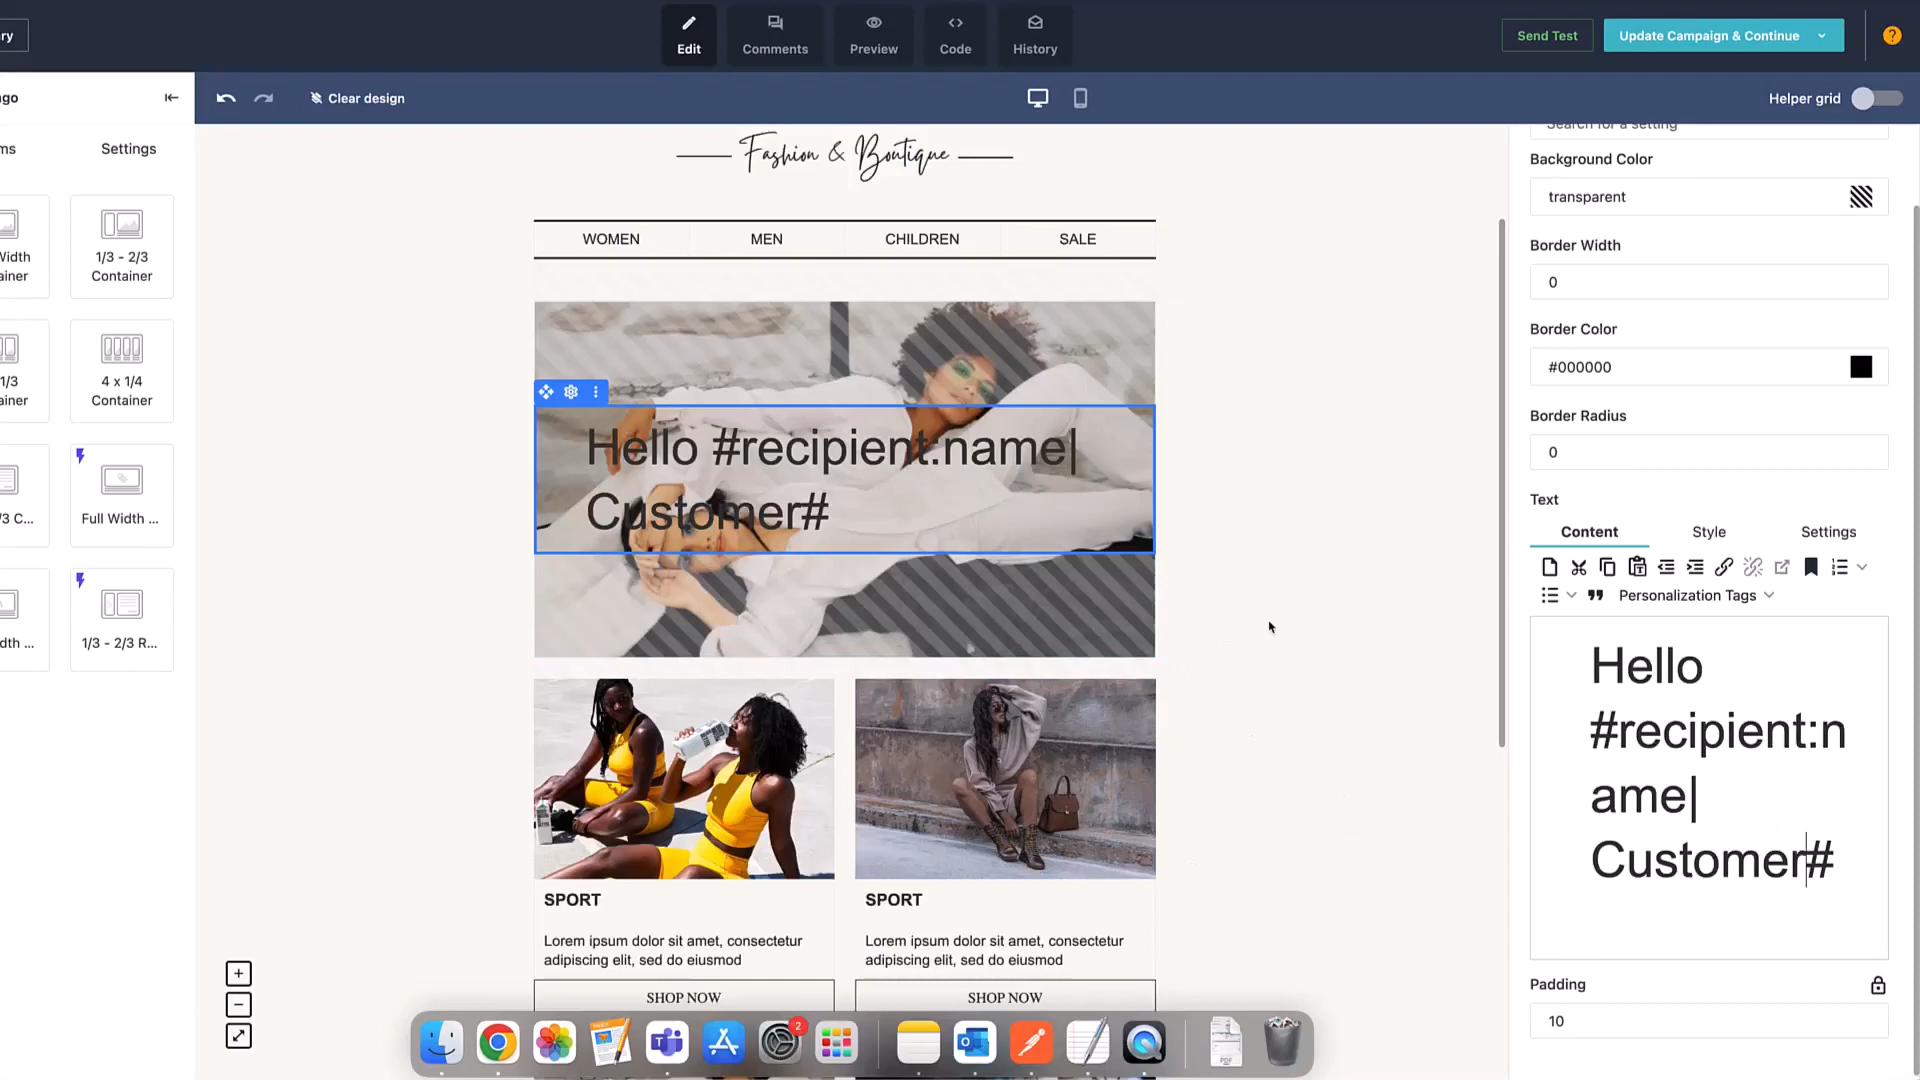 ry
Edit
Comments
Preview
Code
History
Send Test
Update Campaign & Continue
?
go
Clear design
Helper grid
ms
Settings
Width
ainer
1/3 - 2/3
Container
1/3
ainer
4 x 1/4
Container
/3 C...
Full Width ...
dth ...
1/3 - 2/3 R...
Fashion & Boutique
WOMEN
MEN
CHILDREN
SALE
Hello #recipient:name|
Customer#
SPORT
Lorem ipsum dolor sit amet, consectetur
adipiscing elit, sed do eiusmod
SHOP NOW
SPORT
Lorem ipsum dolor sit amet, consectetur
adipiscing elit, sed do eiusmod
SHOP NOW
Search for a setting
Background Color
transparent
Border Width
0
Border Color
#000000
Border Radius
0
Text
Content
Style
Settings
Personalization Tags
Hello
#recipient:n
ame|
Customer#
Padding
10
2
PDF